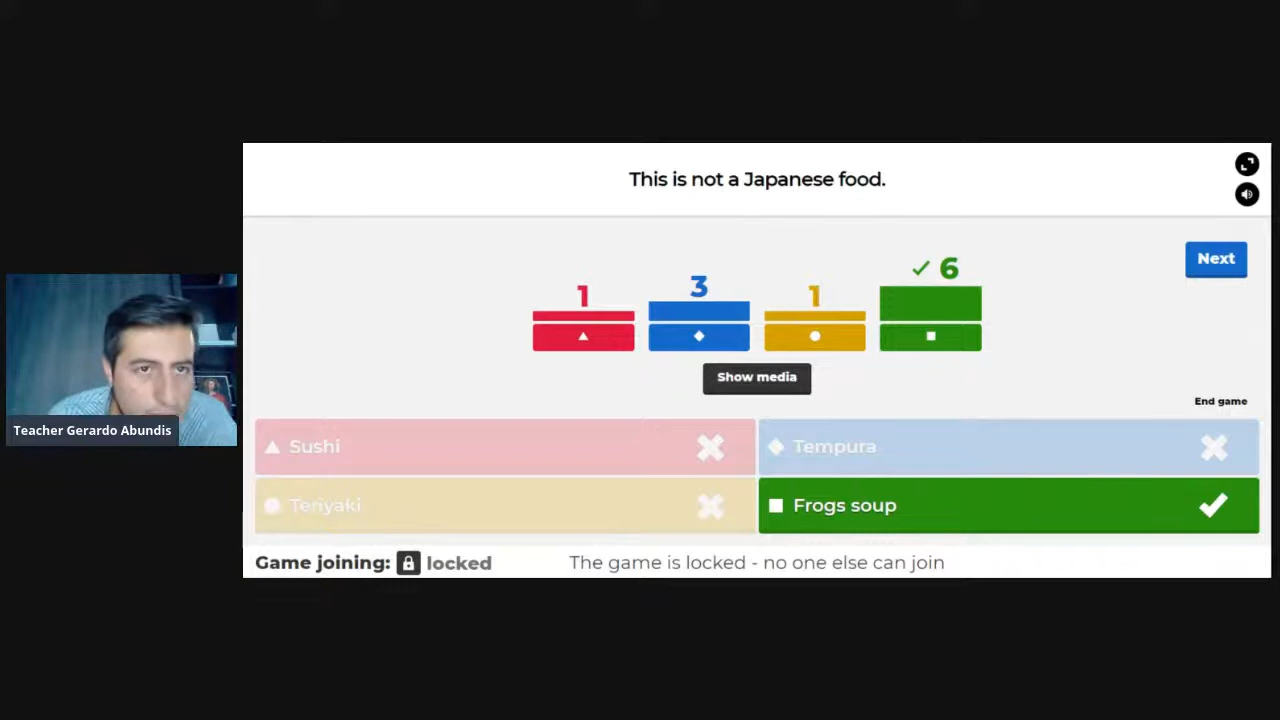 This is not a Japanese food.
Next
1
3
1
6
Show media
End game
Sushi
Tempura
Teriyaki
Frogs soup
Game joining: locked
The game is locked - no one else can join
Teacher Gerardo Abundis